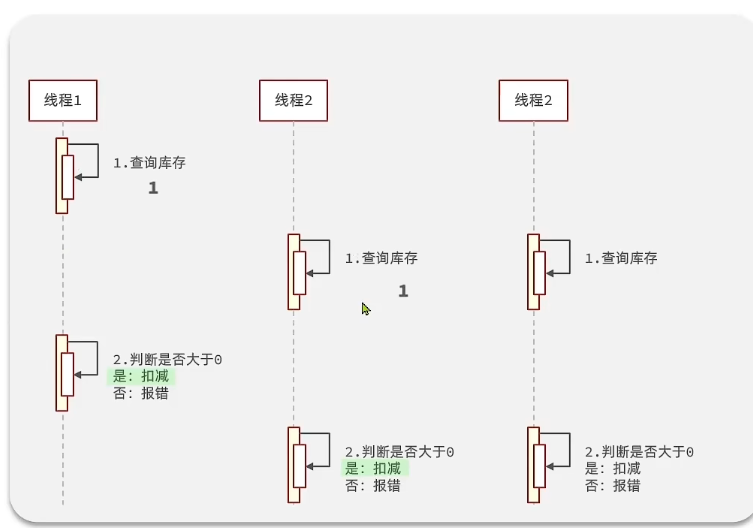 线程1
线程2
线程2
1.查询库存
1
1.查询库存
1
1.查询库存
2.判断是否大于0
是：扣减
否：报错
2.判断是否大于0
是：扣减
否：报错
2.判断是否大于0
是：扣减
否：报错